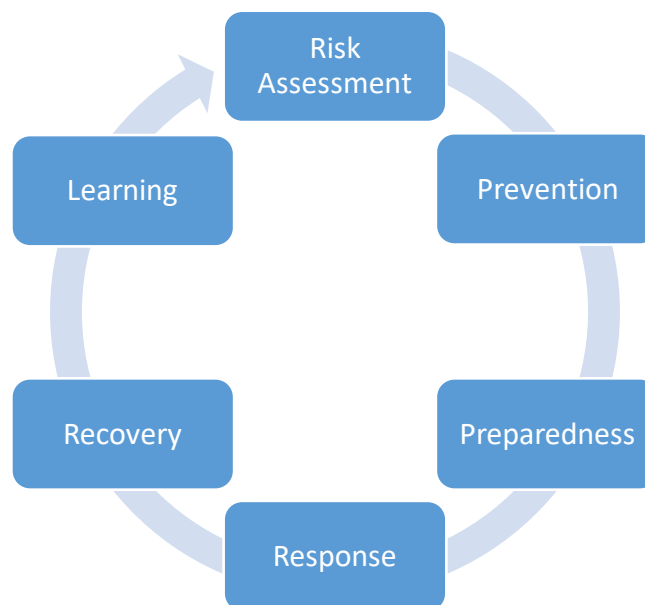 Risk
Assessment
Prevention
Preparedness
Response
Recovery
Learning